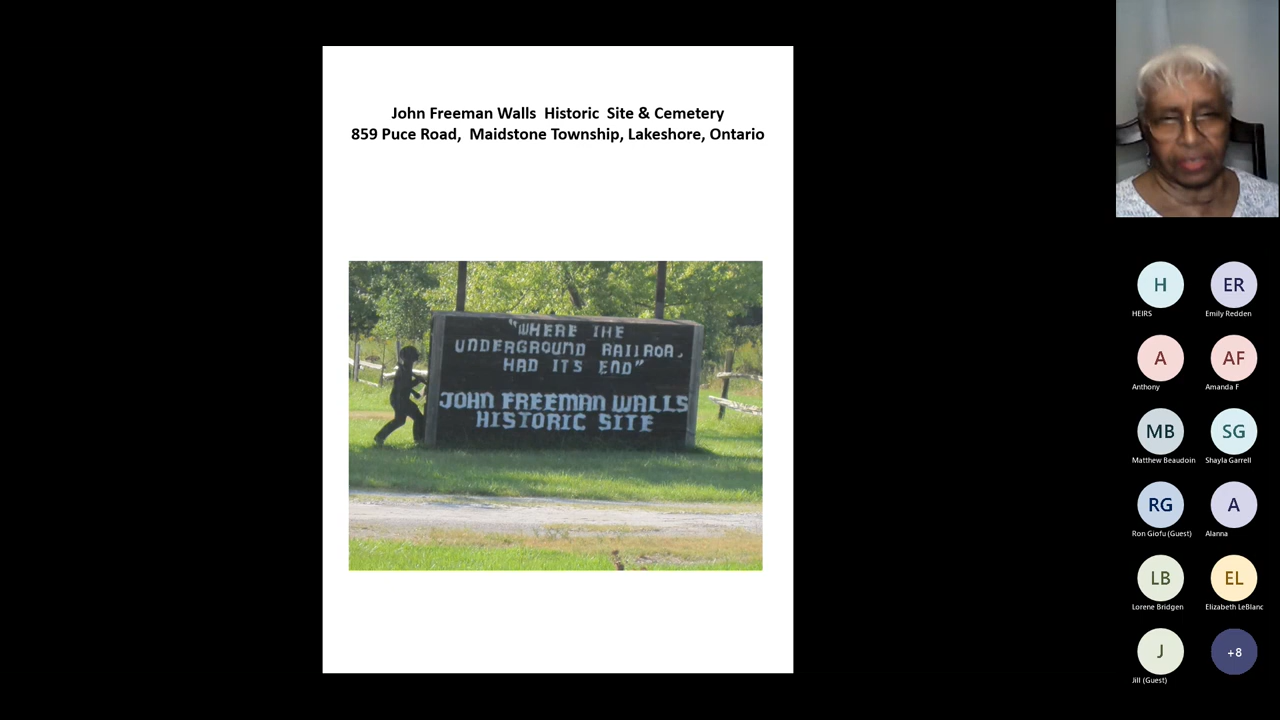 John Freeman Walls Historic Site & Cemetery
859 Puce Road, Maidstone Township, Lakeshore, Ontario
"WHERE THE
UNDERGROUND RAILROA
HAD ITS END"
JOHN FREEMAN WALLS
HISTORIC SITE
H
HEIRS
ER
Emily Redden
A
Anthony
AF
Amanda F
MB
Matthew Beaudoin
SG
Shayla Garrell
RG
Ron Giofu (Guest)
A
Alanna
LB
Lorene Bridgen
EL
Elizabeth LeBlanc
J
Jill (Guest)
+8